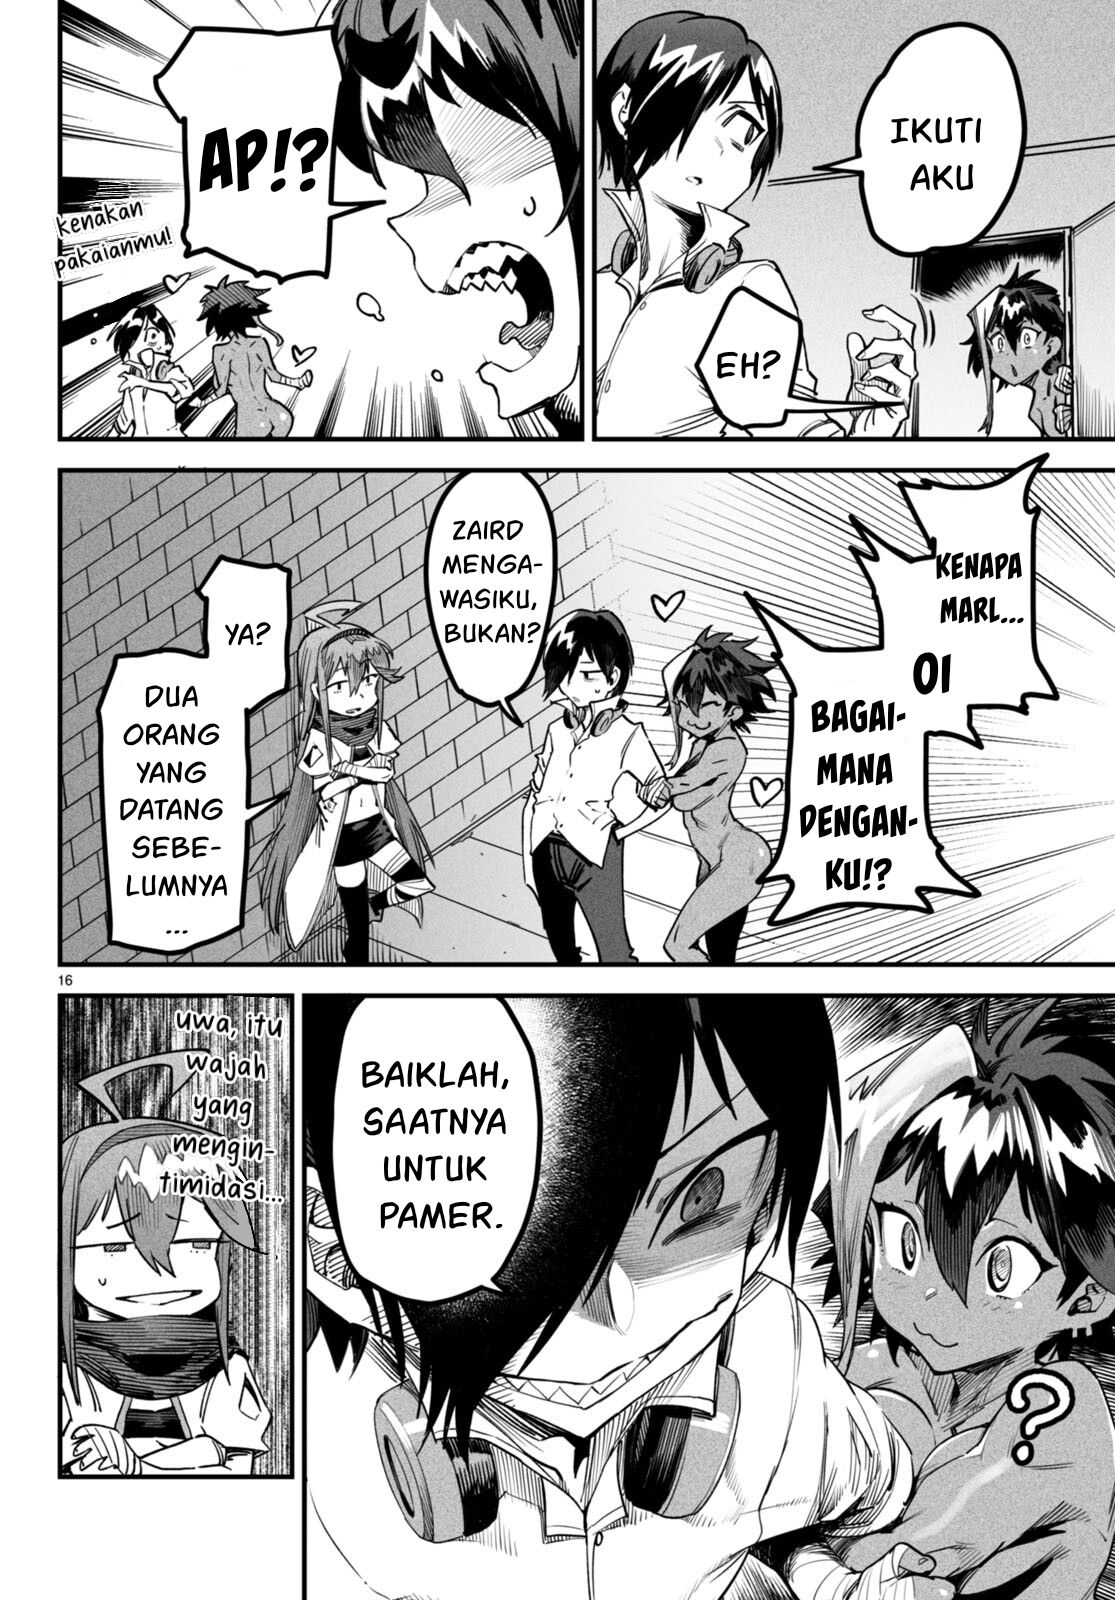 IKUTI
AKU
EH?
AP!?
kenakan
pakaianmu!
KENAPA
MARL...
OI
BAGAI-
MANA
DENGAN-
KU!?
ZAIRD
MENGA-
WASIKU,
BUKAN?
YA?
DUA
ORANG
YANG
DATANG
SEBE-
LUMNYA
...
16
BAIKLAH,
SAATNYA
UNTUK
PAMER.
?
uwa, itu
wajah
yang
mengin-
timidasi...